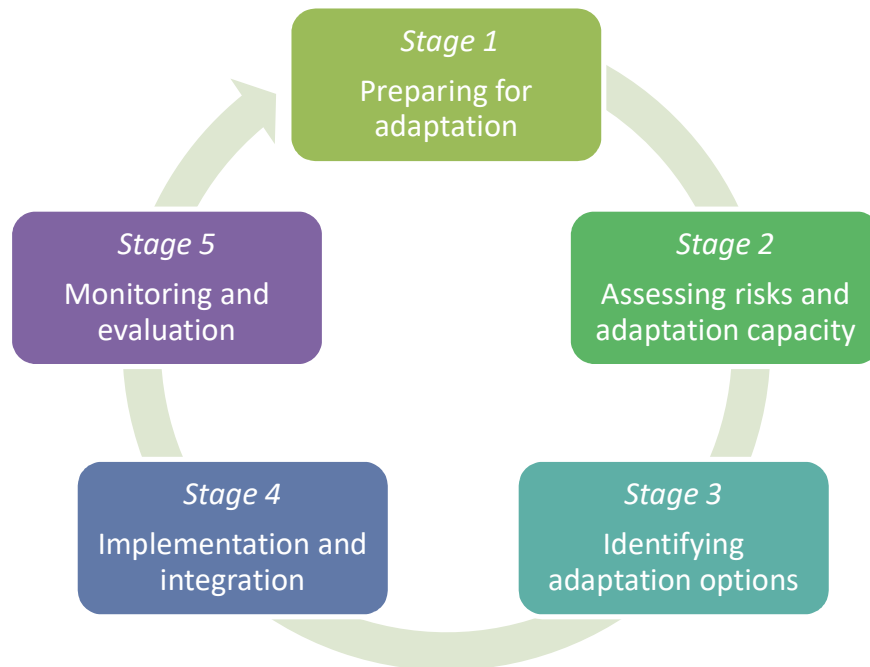 Stage 1
Preparing for
adaptation
Stage 2
Assessing risks and
adaptation capacity
Stage 3
Identifying
adaptation options
Stage 4
Implementation and
integration
Stage 5
Monitoring and
evaluation